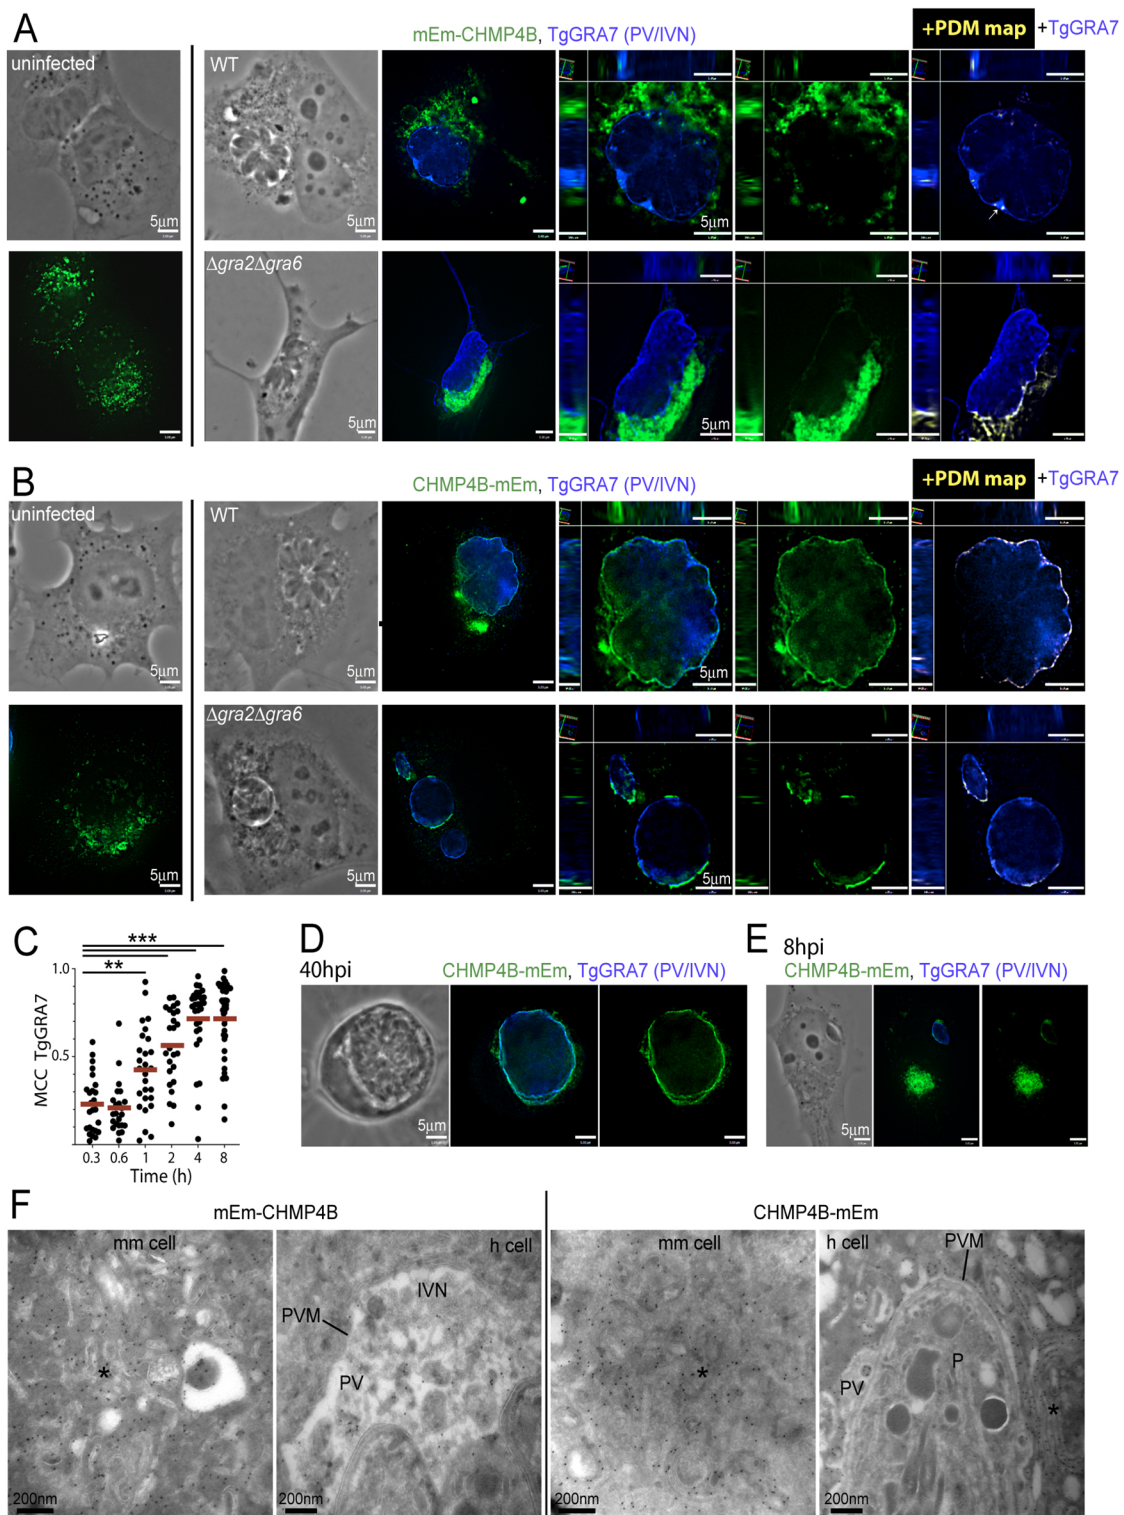 A
mEm-CHMP4B, TgGRA7 (PV/IVN)
+PDM map +TgGRA7
uninfected
WT
5μm
5μm
5μm
Δgra2Δgra6
5μm
5μm
B
CHMP4B-mEm, TgGRA7 (PV/IVN)
+PDM map +TgGRA7
uninfected
WT
5μm
5μm
5μm
Δgra2Δgra6
5μm
5μm
5μm
C
***
**
1.0
0.5
MCC TgGRA7
0.3 0.6 1 2 4 8
Time (h)
D
40hpi
CHMP4B-mEm, TgGRA7 (PV/IVN)
5μm
E
8hpi
CHMP4B-mEm, TgGRA7 (PV/IVN)
5μm
F
mEm-CHMP4B
CHMP4B-mEm
mm cell
h cell
mm cell
h cell
PVM
IVN
PVM
PV
*
*
P
PV
*
200nm
200nm
200nm
200nm